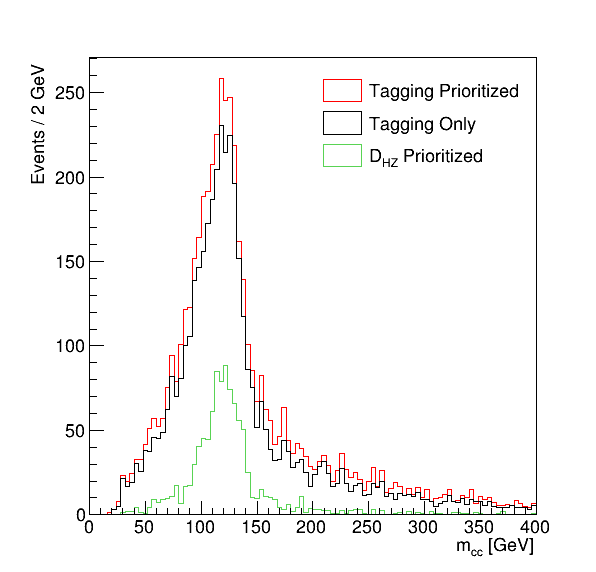 Events / 2 GeV
250
200
150
100
50
0
Tagging Prioritized
Tagging Only
D_HZ Prioritized
0 50 100 150 200 250 300 350 400
m_cc [GeV]